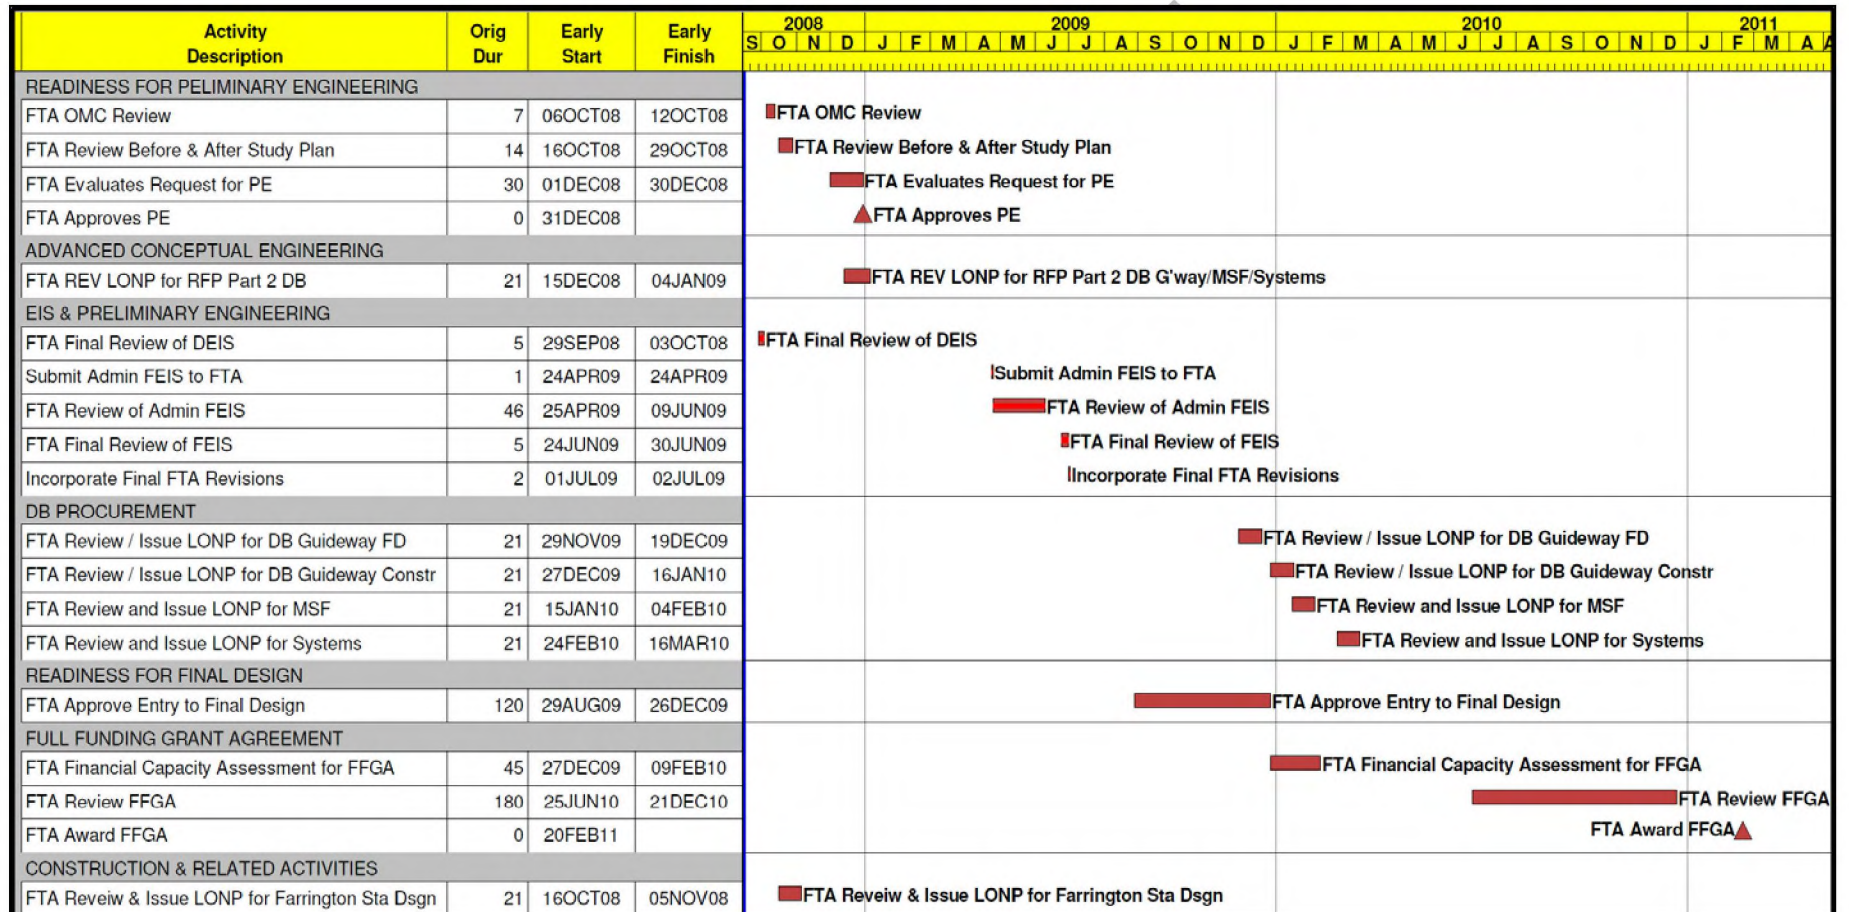 Activity Description Orig Dur Early Start Early Finish 2008 2009 2010 2011
S O N D J F M A M J J A S O N D J F M A M J J A S O N D J F M A
READINESS FOR PELIMINARY ENGINEERING
FTA OMC Review 7 06OCT08 12OCT08 FTA OMC Review
FTA Review Before & After Study Plan 14 16OCT08 29OCT08 FTA Review Before & After Study Plan
FTA Evaluates Request for PE 30 01DEC08 30DEC08 FTA Evaluates Request for PE
FTA Approves PE 0 31DEC08 FTA Approves PE
ADVANCED CONCEPTUAL ENGINEERING
FTA REV LONP for RFP Part 2 DB 21 15DEC08 04JAN09 FTA REV LONP for RFP Part 2 DB G'way/MSF/Systems
EIS & PRELIMINARY ENGINEERING
FTA Final Review of DEIS 5 29SEP08 03OCT08 FTA Final Review of DEIS
Submit Admin FEIS to FTA 1 24APR09 24APR09 Submit Admin FEIS to FTA
FTA Review of Admin FEIS 46 25APR09 09JUN09 FTA Review of Admin FEIS
FTA Final Review of FEIS 5 24JUN09 30JUN09 FTA Final Review of FEIS
Incorporate Final FTA Revisions 2 01JUL09 02JUL09 Incorporate Final FTA Revisions
DB PROCUREMENT
FTA Review / Issue LONP for DB Guideway FD 21 29NOV09 19DEC09 FTA Review / Issue LONP for DB Guideway FD
FTA Review / Issue LONP for DB Guideway Constr 21 27DEC09 16JAN10 FTA Review / Issue LONP for DB Guideway Constr
FTA Review and Issue LONP for MSF 21 15JAN10 04FEB10 FTA Review and Issue LONP for MSF
FTA Review and Issue LONP for Systems 21 24FEB10 16MAR10 FTA Review and Issue LONP for Systems
READINESS FOR FINAL DESIGN
FTA Approve Entry to Final Design 120 29AUG09 26DEC09 FTA Approve Entry to Final Design
FULL FUNDING GRANT AGREEMENT
FTA Financial Capacity Assessment for FFGA 45 27DEC09 09FEB10 FTA Financial Capacity Assessment for FFGA
FTA Review FFGA 180 25JUN10 21DEC10 FTA Review FFGA
FTA Award FFGA 0 20FEB11 FTA Award FFGA
CONSTRUCTION & RELATED ACTIVITIES
FTA Reveiw & Issue LONP for Farrington Sta Dsgn 21 16OCT08 05NOV08 FTA Reveiw & Issue LONP for Farrington Sta Dsgn